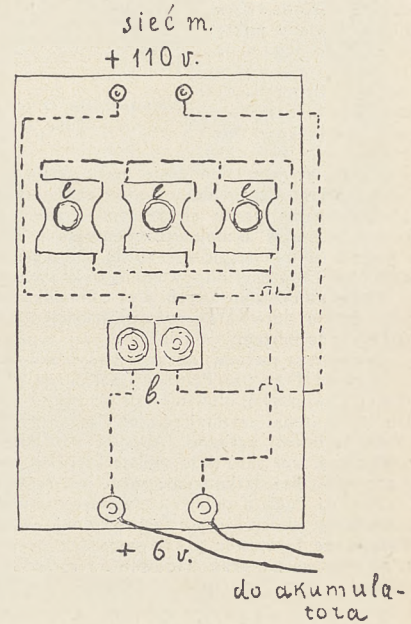 sieć m.
+ 110 v.
l l l
b.
+ 6 v.
do akumula-
tora